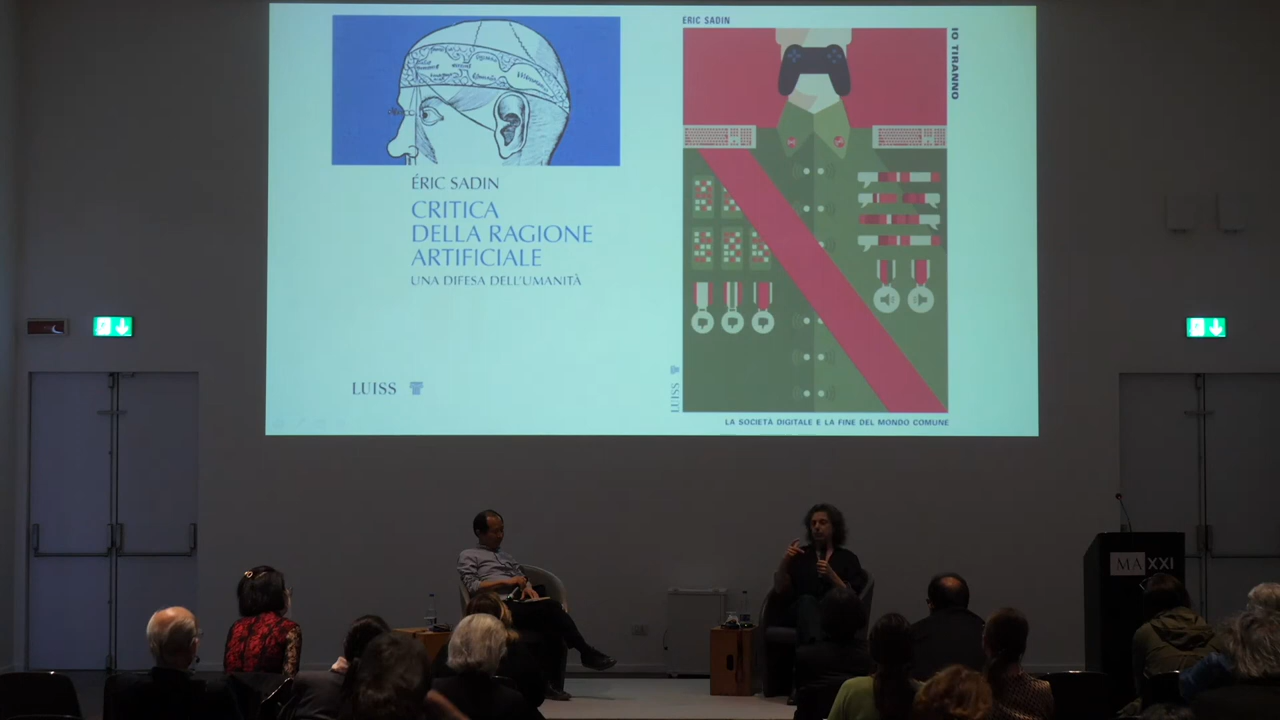 ÉRIC SADIN
CRITICA
DELLA RAGIONE
ARTIFICIALE
UNA DIFESA DELL'UMANITÀ
LUISS
ERIC SADIN
IO TIRANNO
LUISS
LA SOCIETÀ DIGITALE E LA FINE DEL MONDO COMUNE
MAXXI